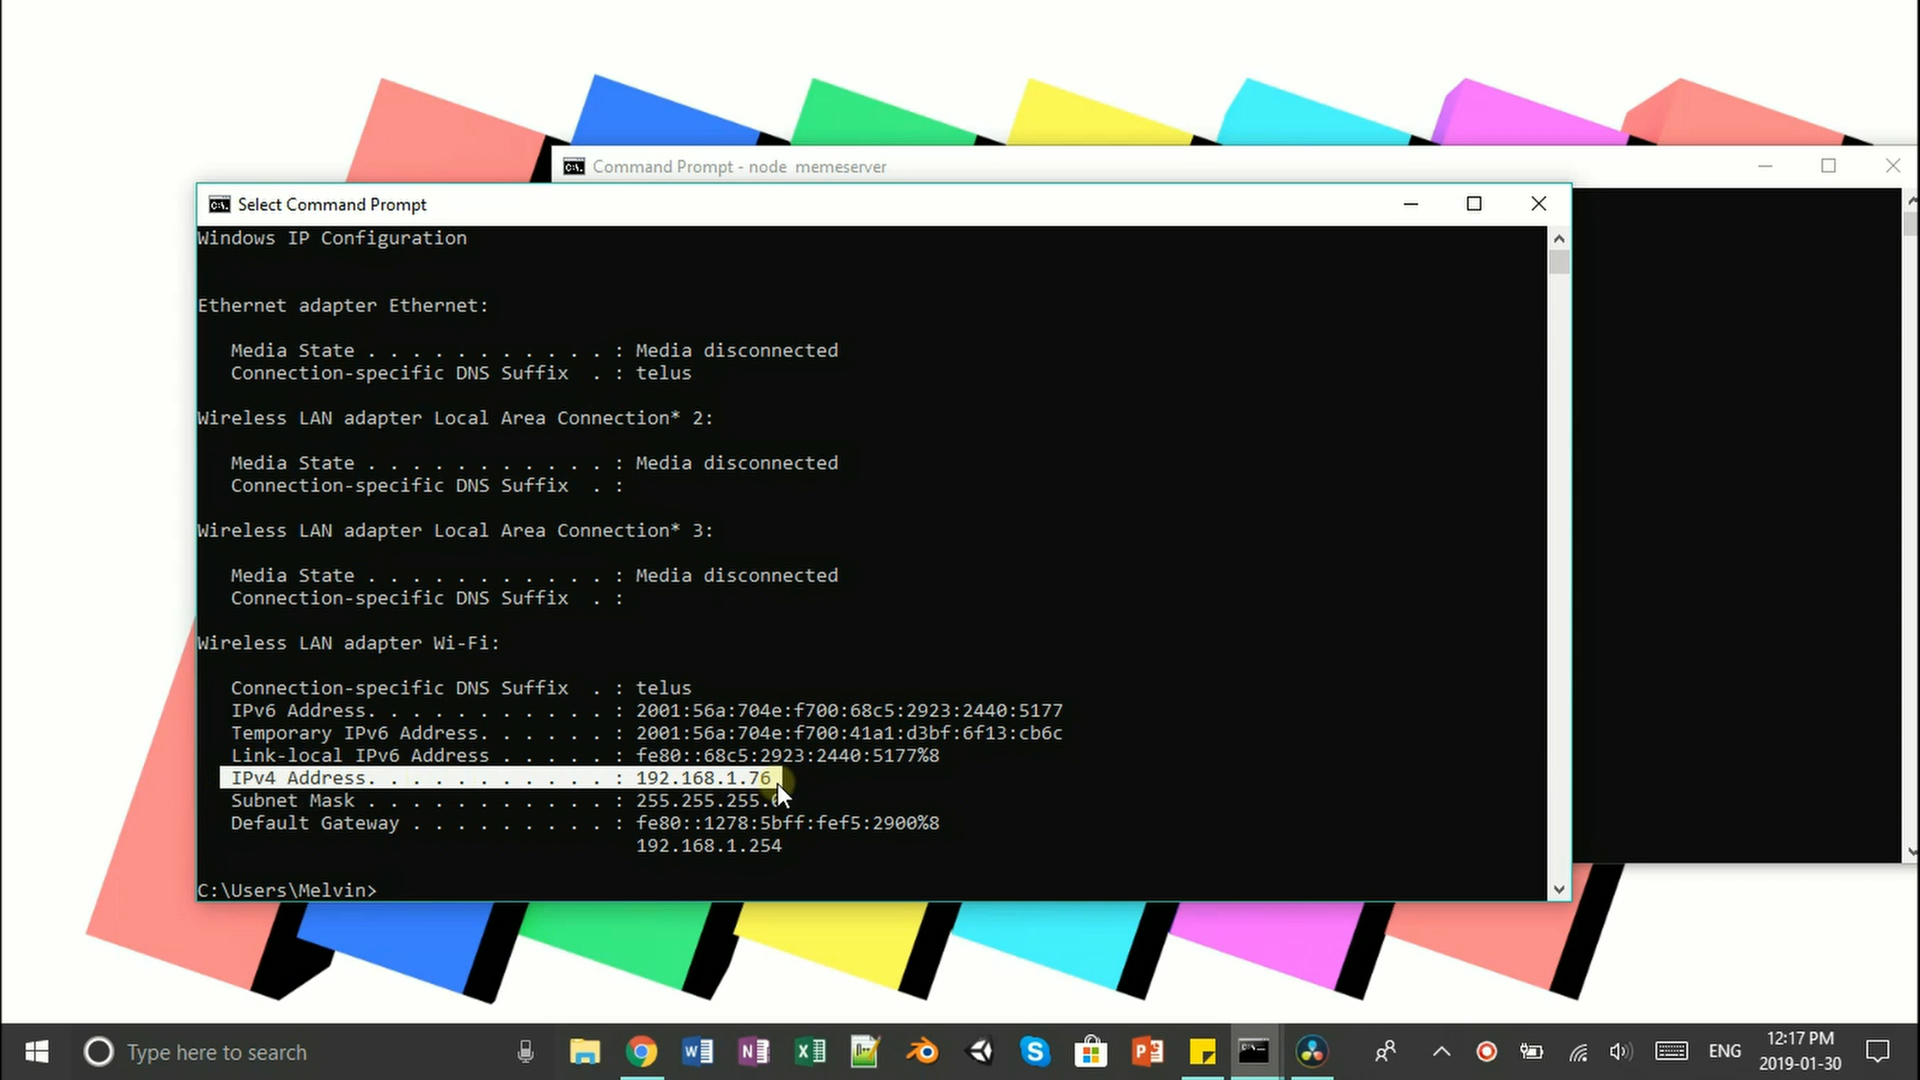 Command Prompt - node  memeserver
Select Command Prompt
Windows IP Configuration
Ethernet adapter Ethernet:
Media State . . . . . . . . . . . : Media disconnected
Connection-specific DNS Suffix  . : telus
Wireless LAN adapter Local Area Connection* 2:
Media State . . . . . . . . . . . : Media disconnected
Connection-specific DNS Suffix  . :
Wireless LAN adapter Local Area Connection* 3:
Media State . . . . . . . . . . . : Media disconnected
Connection-specific DNS Suffix  . :
Wireless LAN adapter Wi-Fi:
Connection-specific DNS Suffix  . : telus
IPv6 Address. . . . . . . . . . . : 2001:56a:704e:f700:68c5:2923:2440:5177
Temporary IPv6 Address. . . . . . : 2001:56a:704e:f700:41a1:d3bf:6f13:cb6c
Link-local IPv6 Address . . . . . : fe80::68c5:2923:2440:5177%8
IPv4 Address. . . . . . . . . . . : 192.168.1.76
Subnet Mask . . . . . . . . . . . : 255.255.255.
Default Gateway . . . . . . . . . : fe80::1278:5bff:fef5:2900%8
192.168.1.254
C:\Users\Melvin>
Type here to search
ENG
12:17 PM
2019-01-30